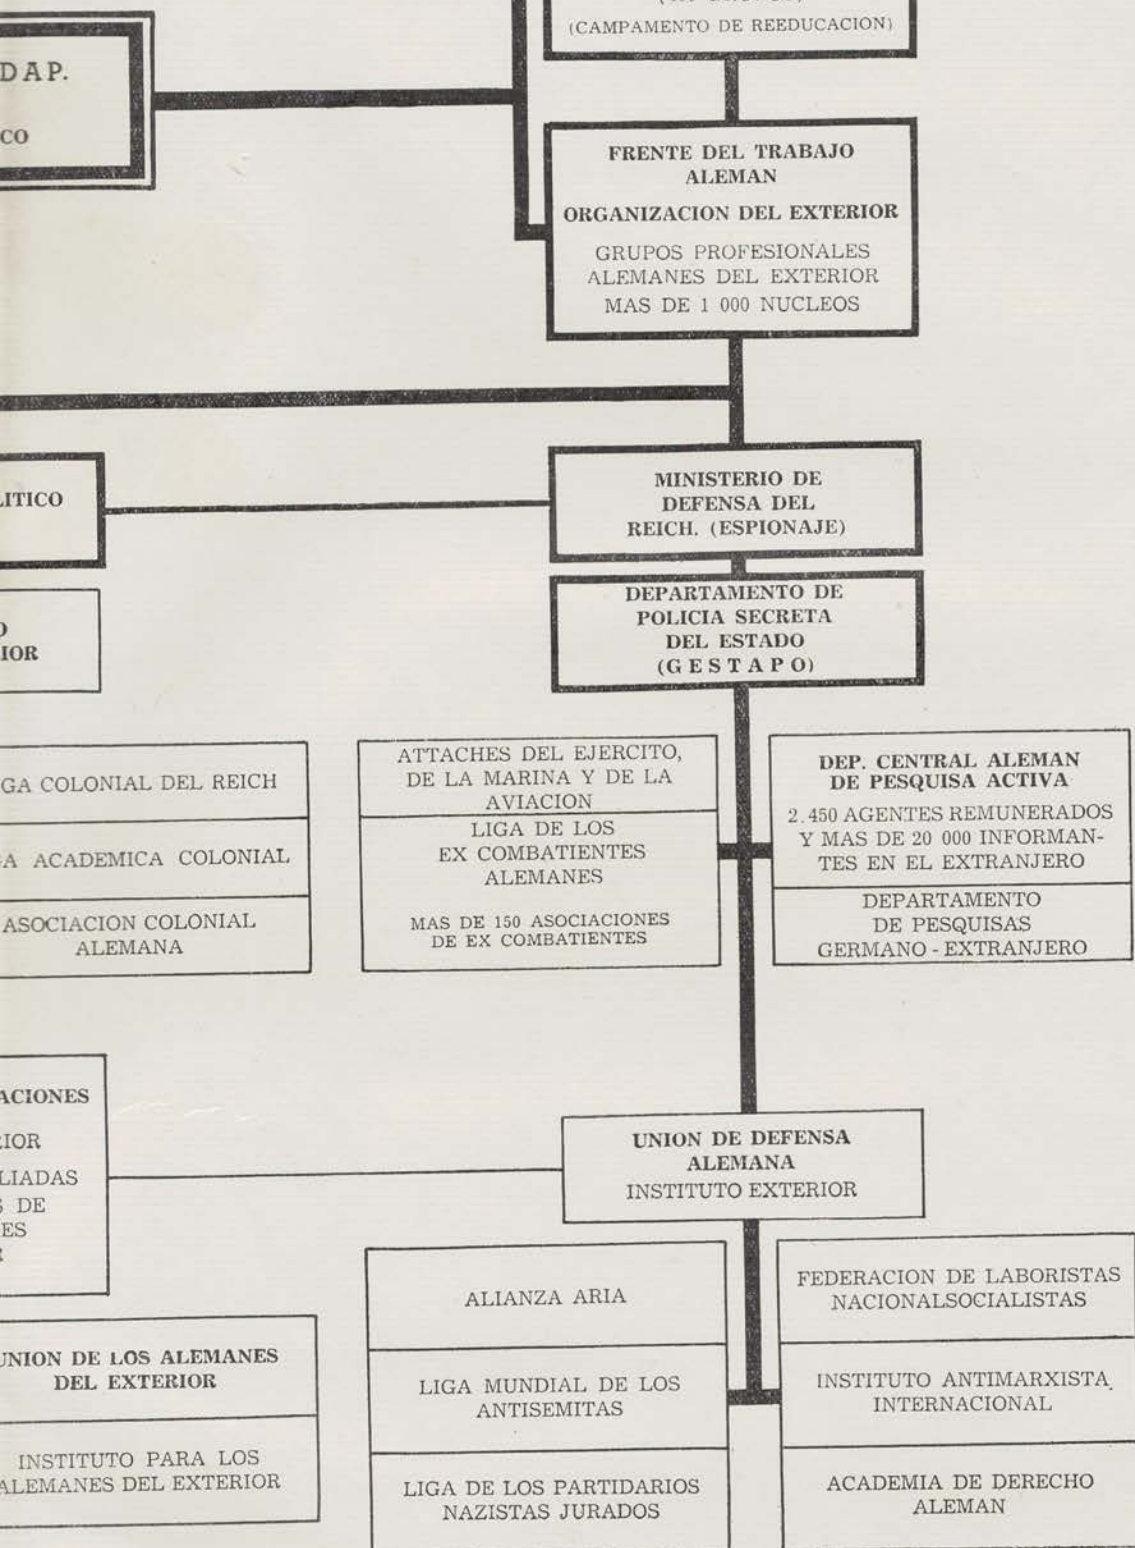 (CAMPAMENTO DE REEDUCACION)
DAP.
CO
FRENTE DEL TRABAJO
ALEMAN
ORGANIZACION DEL EXTERIOR
GRUPOS PROFESIONALES
ALEMANES DEL EXTERIOR
MAS DE 1 000 NUCLEOS
LITICO
MINISTERIO DE
DEFENSA DEL
REICH. (ESPIONAJE)
DEPARTAMENTO DE
POLICIA SECRETA
DEL ESTADO
(GESTAPO)
O
IOR
GA COLONIAL DEL REICH
GA ACADEMICA COLONIAL
ASOCIACION COLONIAL
ALEMANA
ATTACHES DEL EJERCITO,
DE LA MARINA Y DE LA
AVIACION
LIGA DE LOS
EX COMBATIENTES
ALEMANES
MAS DE 150 ASOCIACIONES
DE EX COMBATIENTES
DEP. CENTRAL ALEMAN
DE PESQUISA ACTIVA
2.450 AGENTES REMUNERADOS
Y MAS DE 20 000 INFORMAN-
TES EN EL EXTRANJERO
DEPARTAMENTO
DE PESQUISAS
GERMANO - EXTRANJERO
ACIONES
IOR
LIADAS
S DE
ES
R
UNION DE DEFENSA
ALEMANA
INSTITUTO EXTERIOR
UNION DE LOS ALEMANES
DEL EXTERIOR
INSTITUTO PARA LOS
ALEMANES DEL EXTERIOR
ALIANZA ARIA
LIGA MUNDIAL DE LOS
ANTISEMITAS
LIGA DE LOS PARTIDARIOS
NAZISTAS JURADOS
FEDERACION DE LABORISTAS
NACIONALSOCIALISTAS
INSTITUTO ANTIMARXISTA
INTERNACIONAL
ACADEMIA DE DERECHO
ALEMAN